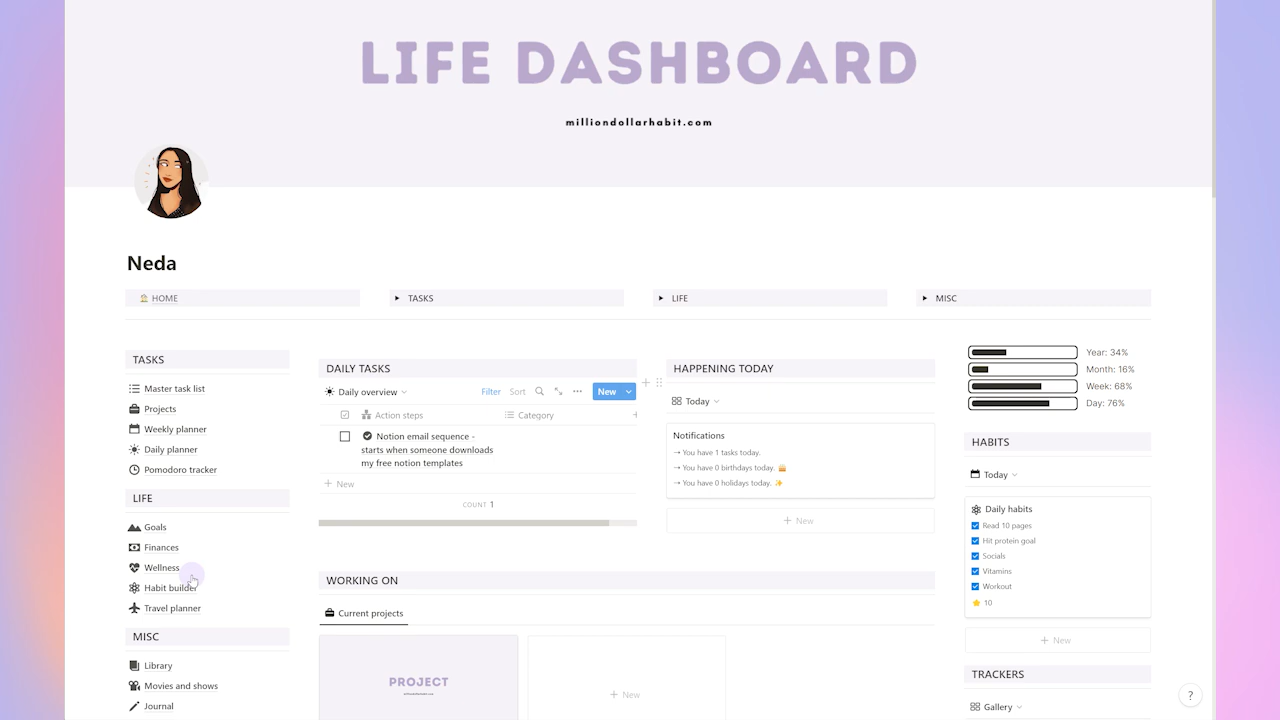 LIFE DASHBOARD
milliondollarhabit.com
Neda
HOME
TASKS
LIFE
MISC
TASKS
Master task list
Projects
Weekly planner
Daily planner
Pomodoro tracker
LIFE
Goals
Finances
Wellness
Habit builder
Travel planner
MISC
Library
Movies and shows
Journal
DAILY TASKS
Daily overview
Filter
Sort
New
Action steps
Category
Notion email sequence -
starts when someone downloads
my free notion templates
New
COUNT 1
HAPPENING TODAY
Today
Notifications
→ You have 1 tasks today.
→ You have 0 birthdays today. 🎂
→ You have 0 holidays today. ✨
New
WORKING ON
Current projects
PROJECT
New
Year: 34%
Month: 16%
Week: 68%
Day: 76%
HABITS
Today
Daily habits
Read 10 pages
Hit protein goal
Socials
Vitamins
Workout
⭐ 10
New
TRACKERS
Gallery
?